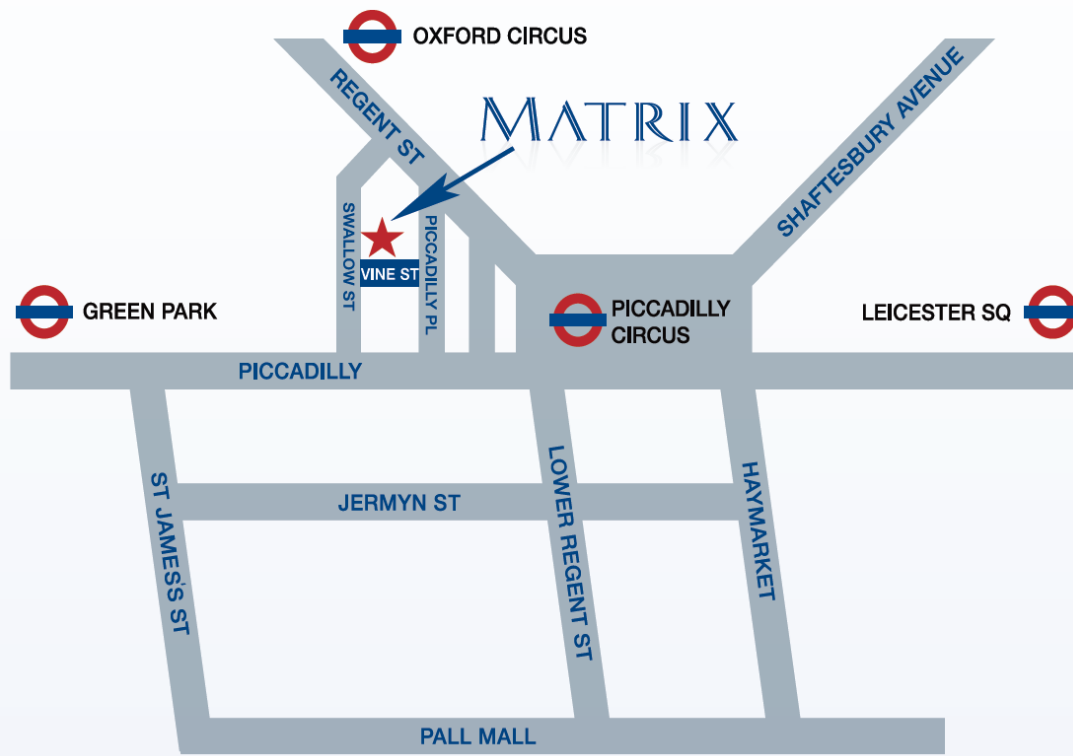 OXFORD CIRCUS
REGENT ST
MATRIX
SHAFTESBURY AVENUE
SWALLOW ST
PICCADILLY PL
VINE ST
GREEN PARK
PICCADILLY
CIRCUS
LEICESTER SQ
PICCADILLY
ST JAMES'S ST
JERMYN ST
LOWER REGENT ST
HAYMARKET
PALL MALL